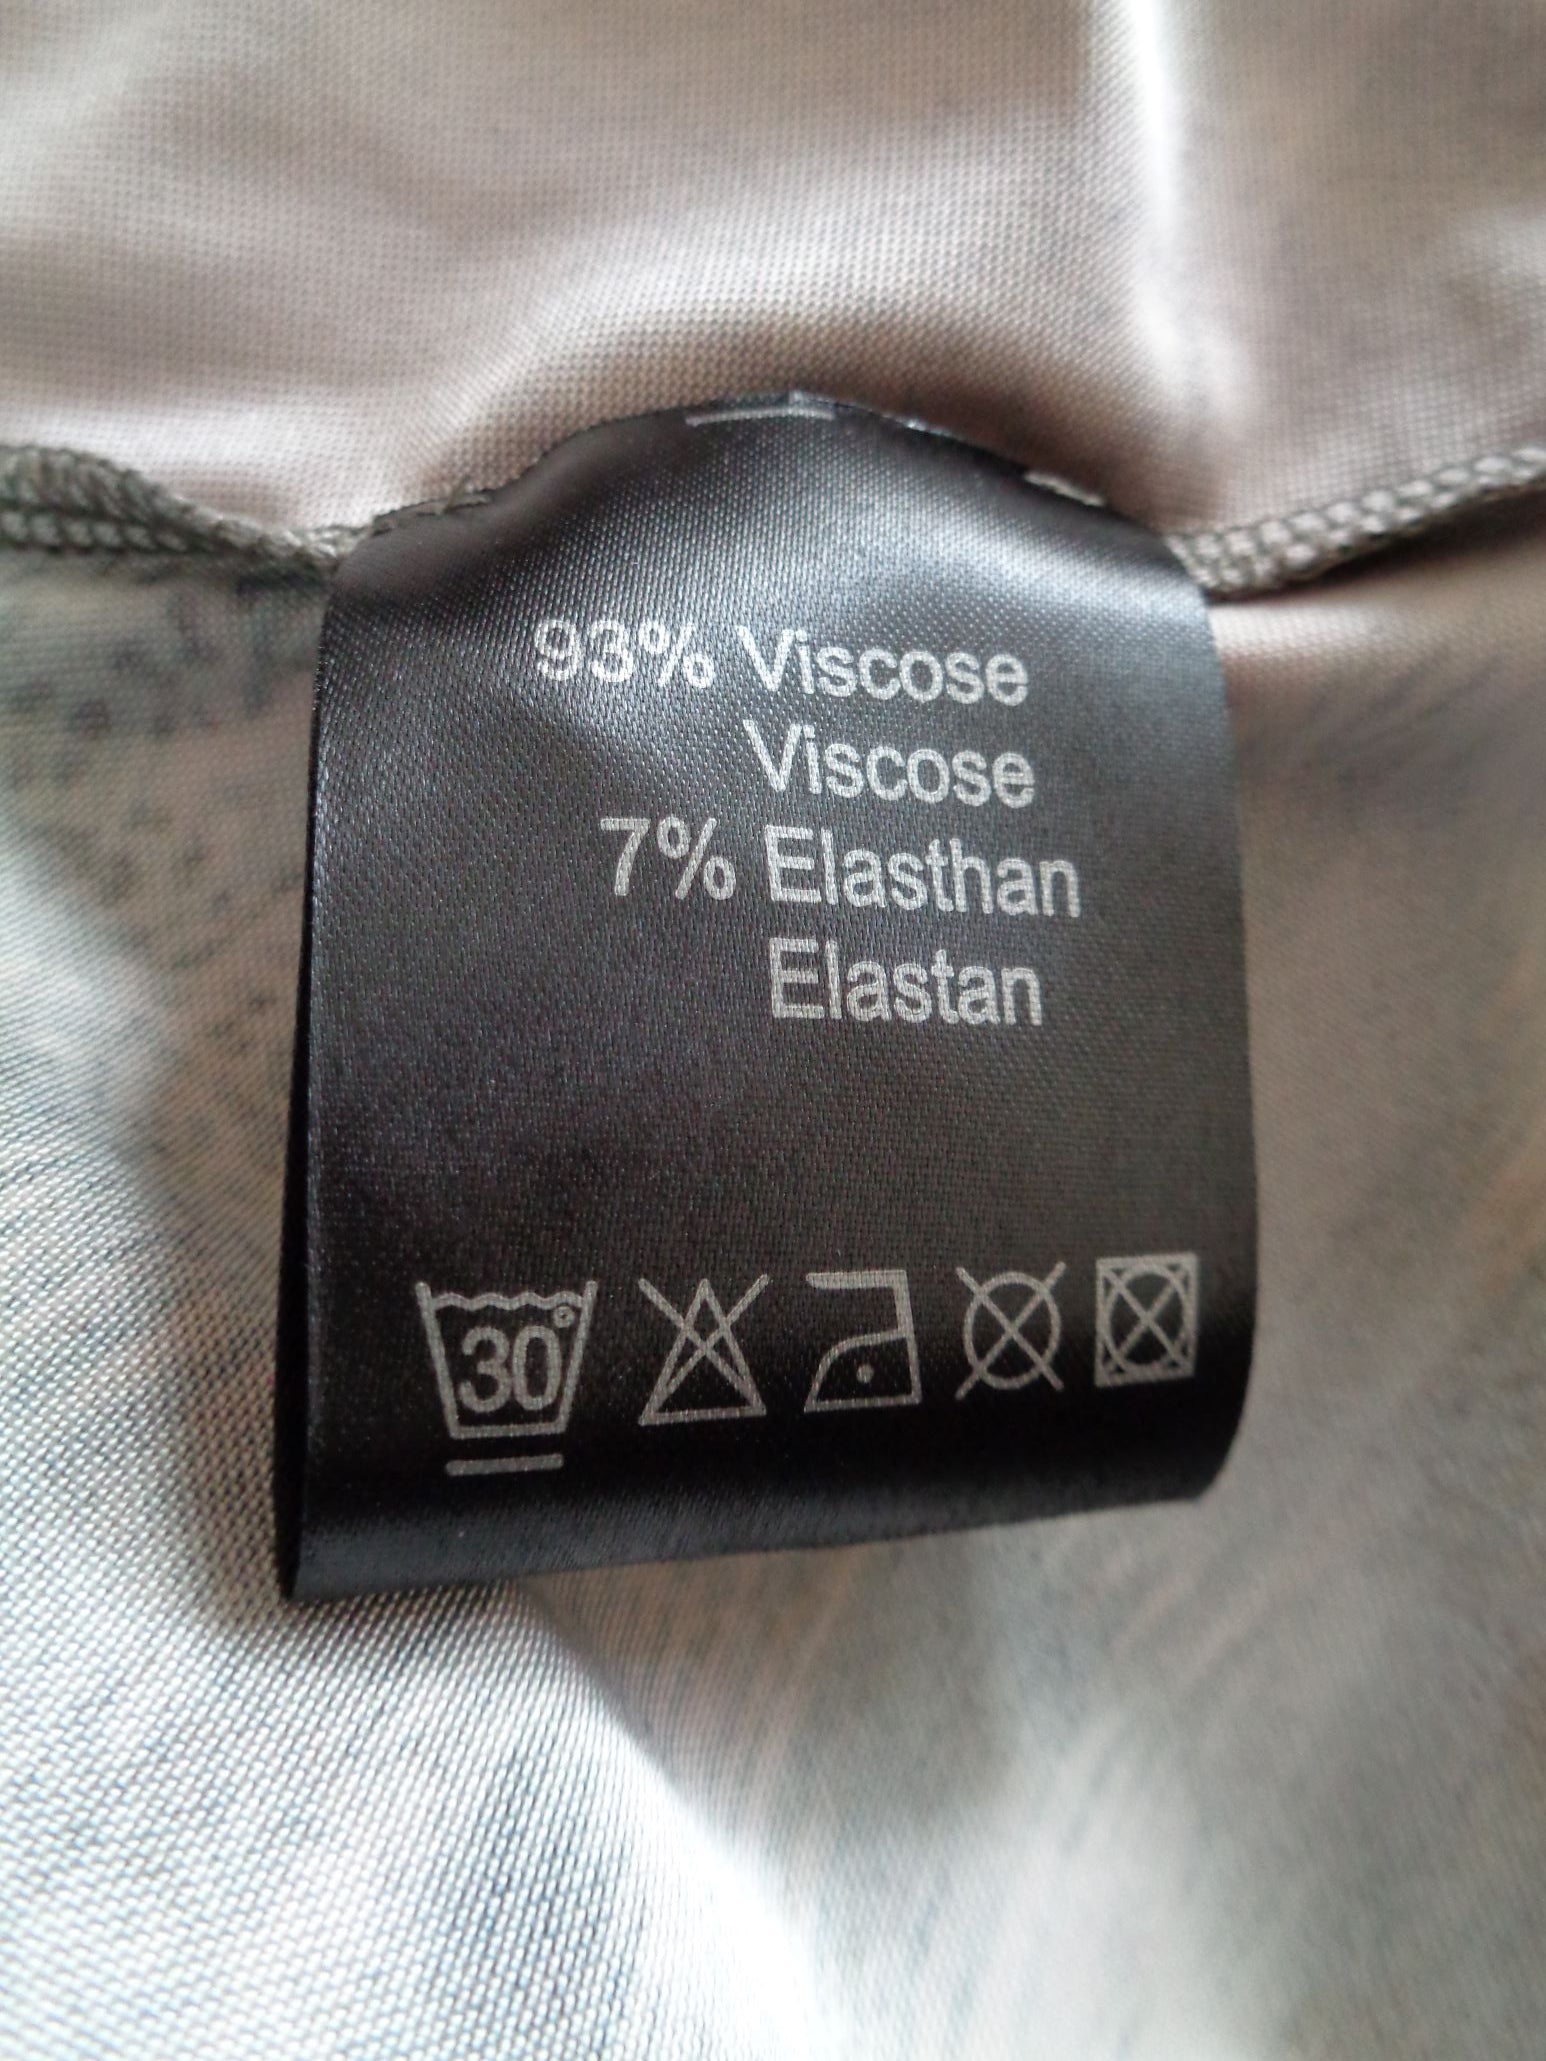 93% Viscose
Viscose
7% Elasthan
Elastan
30°